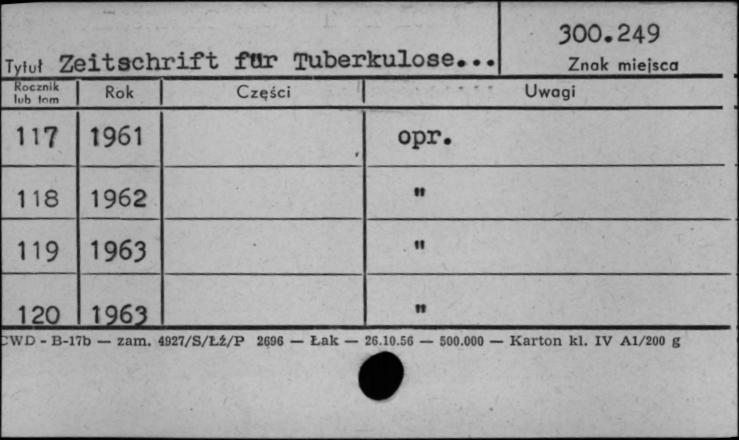 300.249
Tytuł Zeitschrift für Tuberkulose...
Znak miejsca
Rocznik lub tom Rok Części Uwagi
117 1961 opr.
118 1962 "
119 1963 "
120 1963 "
CWD - B-17b — zam. 4927/S/ŁŻ/P 2696 — Łak — 26.10.56 — 500.000 — Karton kl. IV A1/200 g